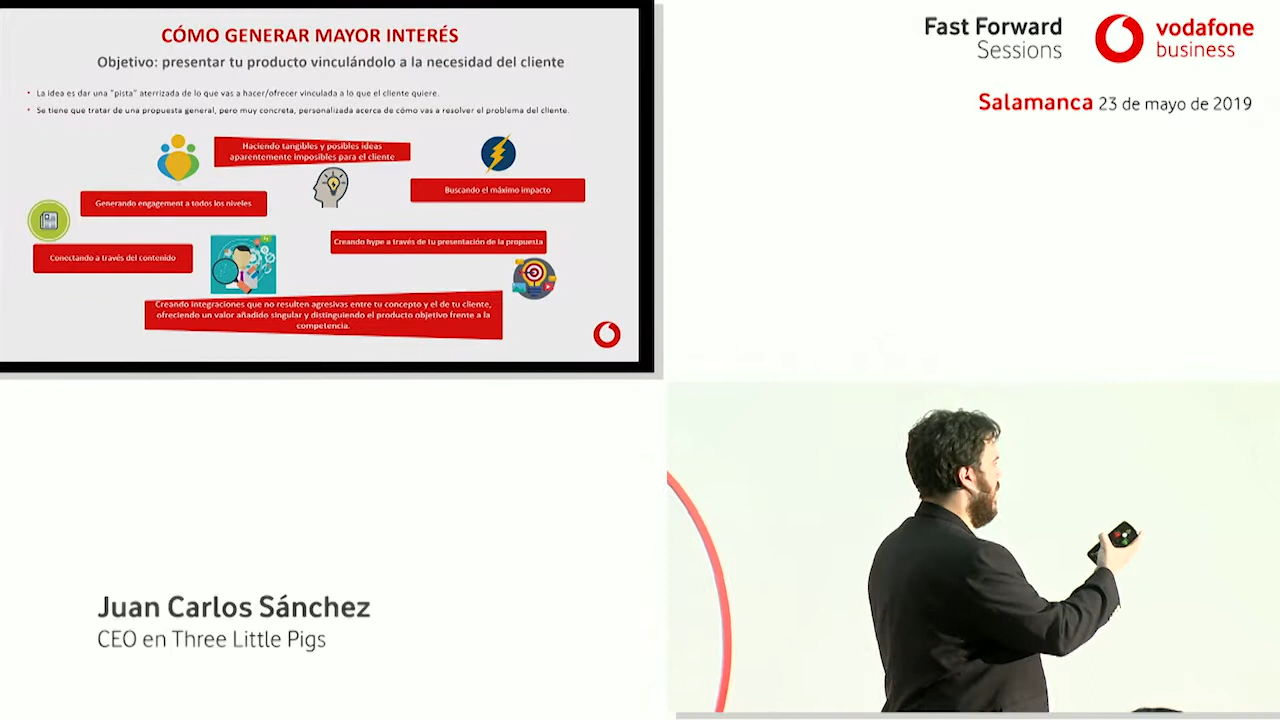 CÓMO GENERAR MAYOR INTERÉS
Objetivo: presentar tu producto vinculándolo a la necesidad del cliente
• La idea es dar una "pista" aterrizada de lo que vas a hacer/ofrecer vinculada a lo que el cliente quiere.
• Se tiene que tratar de una propuesta general, pero muy concreta, personalizada acerca de cómo vas a resolver el problema del cliente.
Haciendo tangibles y posibles ideas
aparentemente imposibles para el cliente
Buscando el máximo impacto
Generando engagement a todos los niveles
Creando hype a través de tu presentación de la propuesta
Conectando a través del contenido
Creando integraciones que no resulten agresivas entre tu concepto y el de tu cliente,
ofreciendo un valor añadido singular y distinguiendo el producto objetivo frente a la
competencia.
Fast Forward
Sessions
vodafone
business
Salamanca 23 de mayo de 2019
Juan Carlos Sánchez
CEO en Three Little Pigs